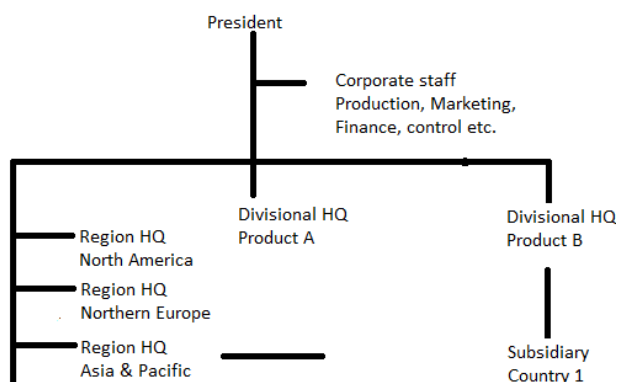 President
Corporate staff
Production, Marketing,
Finance, control etc.
Divisional HQ
Product A
Divisional HQ
Product B
Region HQ
North America
Region HQ
Northern Europe
Region HQ
Asia & Pacific
Subsidiary
Country 1